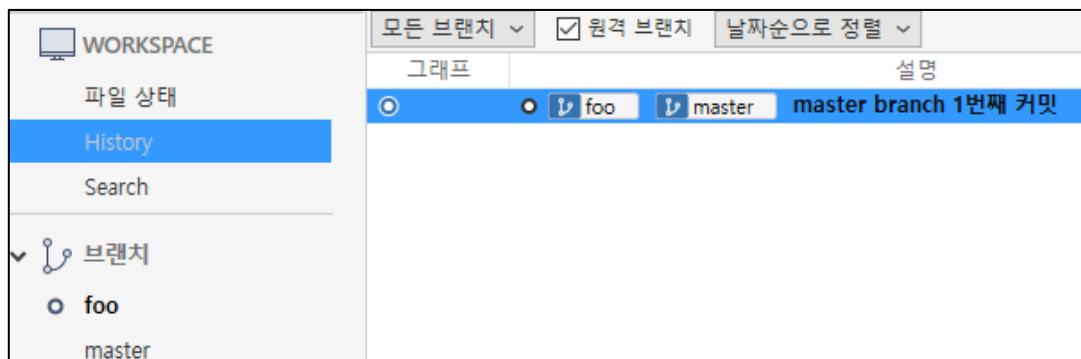 WORKSPACE
파일 상태
History
Search
브랜치
foo
master
모든 브랜치 원격 브랜치 날짜순으로 정렬
그래프 설명
foo master master branch 1번째 커밋